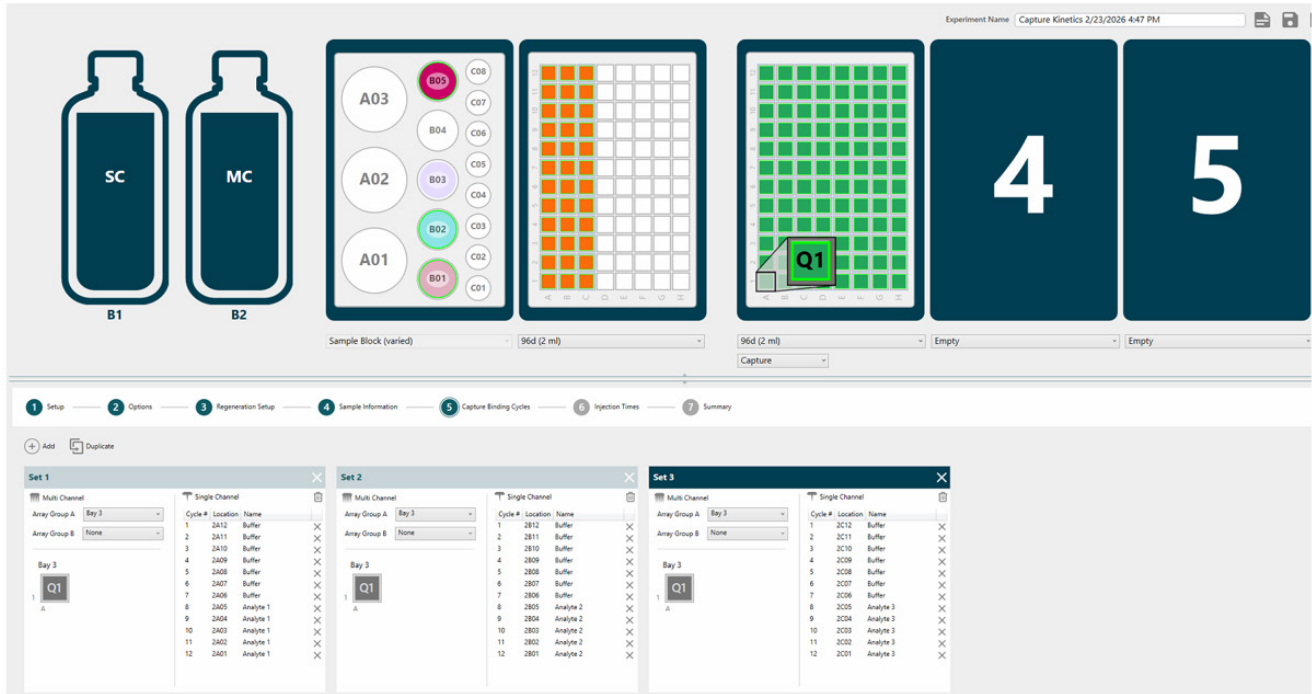 Experiment Name Capture Kinetics 2/23/2026 4:47 PM
SC
MC
B1
B2
A03
A02
A01
B05
B04
B03
B02
B01
C08
C07
C06
C05
C04
C03
C02
C01
A B C D E F G H
Q1
A B C D E F G H
4
5
Sample Block (varied)
96d (2 ml)
96d (2 ml)
Empty
Empty
Capture
1 Setup
2 Options
3 Regeneration Setup
4 Sample Information
5 Capture Binding Cycles
6 Injection Times
7 Summary
Add
Duplicate
Set 1
Multi Channel
Array Group A Bay 3
Array Group B None
Bay 3
Q1
1
A
Single Channel
Cycle # Location Name
1 2A12 Buffer
2 2A11 Buffer
3 2A10 Buffer
4 2A09 Buffer
5 2A08 Buffer
6 2A07 Buffer
7 2A06 Buffer
8 2A05 Analyte 1
9 2A04 Analyte 1
10 2A03 Analyte 1
11 2A02 Analyte 1
12 2A01 Analyte 1
Set 2
Multi Channel
Array Group A Bay 3
Array Group B None
Bay 3
Q1
1
A
Single Channel
Cycle # Location Name
1 2B12 Buffer
2 2B11 Buffer
3 2B10 Buffer
4 2B09 Buffer
5 2B08 Buffer
6 2B07 Buffer
7 2B06 Buffer
8 2B05 Analyte 2
9 2B04 Analyte 2
10 2B03 Analyte 2
11 2B02 Analyte 2
12 2B01 Analyte 2
Set 3
Multi Channel
Array Group A Bay 3
Array Group B None
Bay 3
Q1
1
A
Single Channel
Cycle # Location Name
1 2C12 Buffer
2 2C11 Buffer
3 2C10 Buffer
4 2C09 Buffer
5 2C08 Buffer
6 2C07 Buffer
7 2C06 Buffer
8 2C05 Analyte 3
9 2C04 Analyte 3
10 2C03 Analyte 3
11 2C02 Analyte 3
12 2C01 Analyte 3